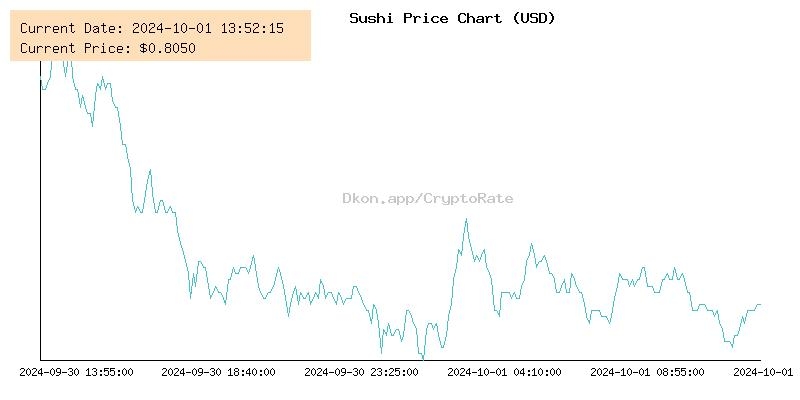 Sushi Price Chart (USD)
Current Date: 2024-10-01 13:52:15
Current Price: $0.8050
Dkon.app/CryptoRate
2024-09-30 13:55:00
2024-09-30 18:40:00
2024-09-30 23:25:00
2024-10-01 04:10:00
2024-10-01 08:55:00
2024-10-01